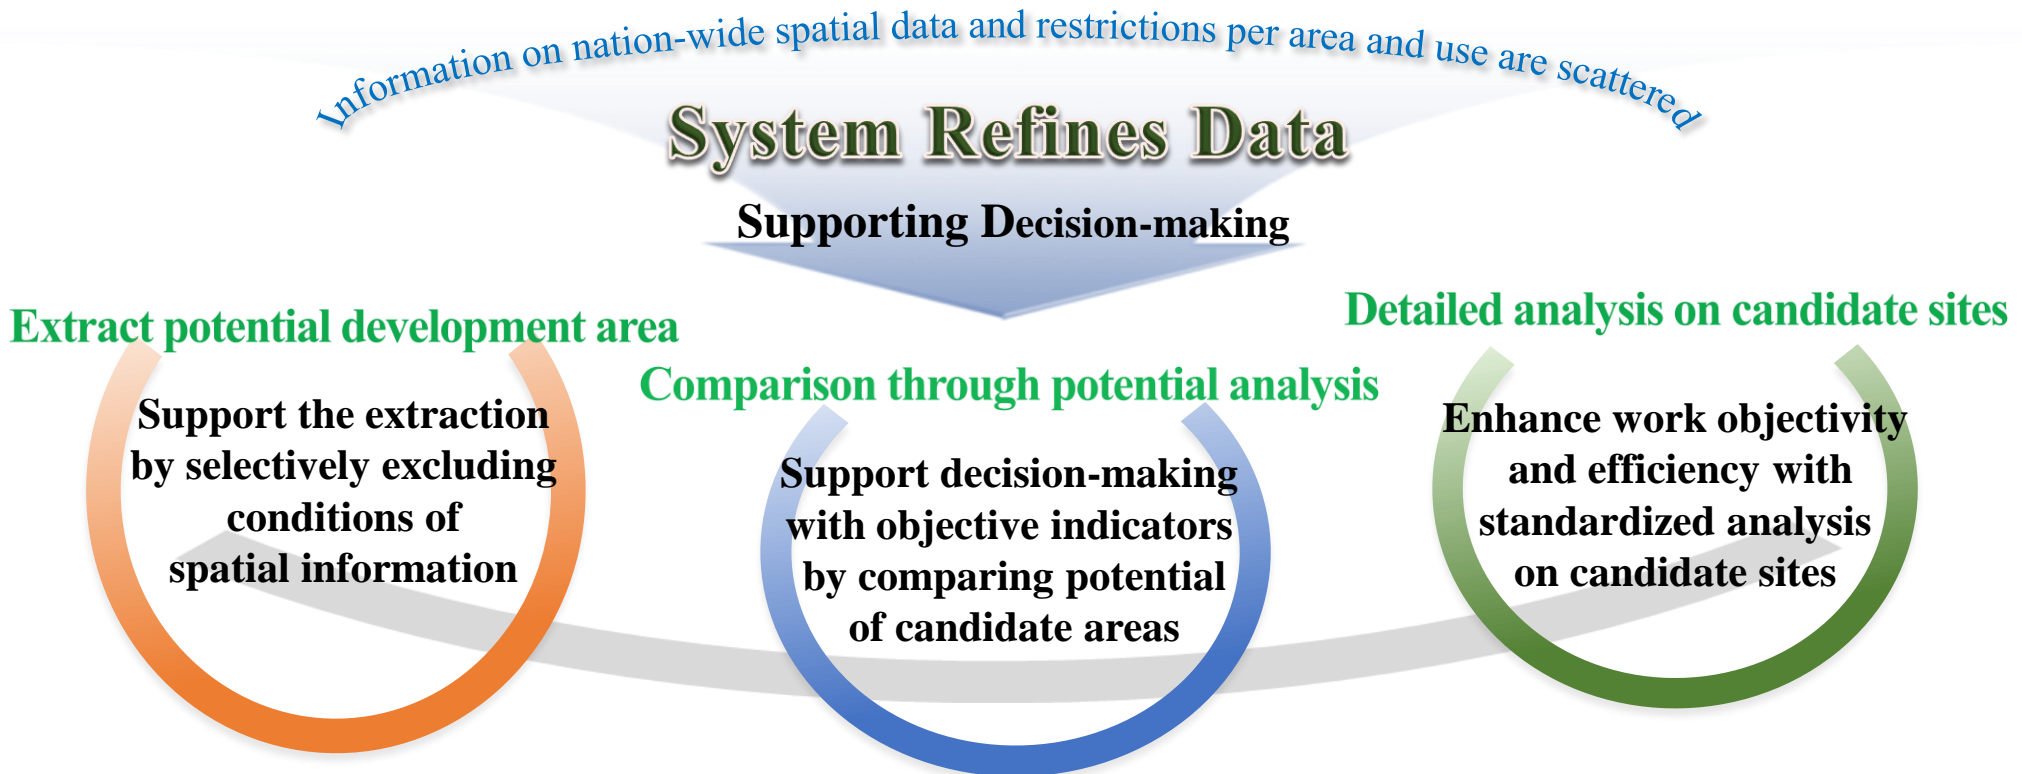 Information on nation-wide spatial data and restrictions per area and use are scattered
System Refines Data
Supporting Decision-making
Extract potential development area
Support the extraction
by selectively excluding
conditions of
spatial information
Comparison through potential analysis
Support decision-making
with objective indicators
by comparing potential
of candidate areas
Detailed analysis on candidate sites
Enhance work objectivity
and efficiency with
standardized analysis
on candidate sites